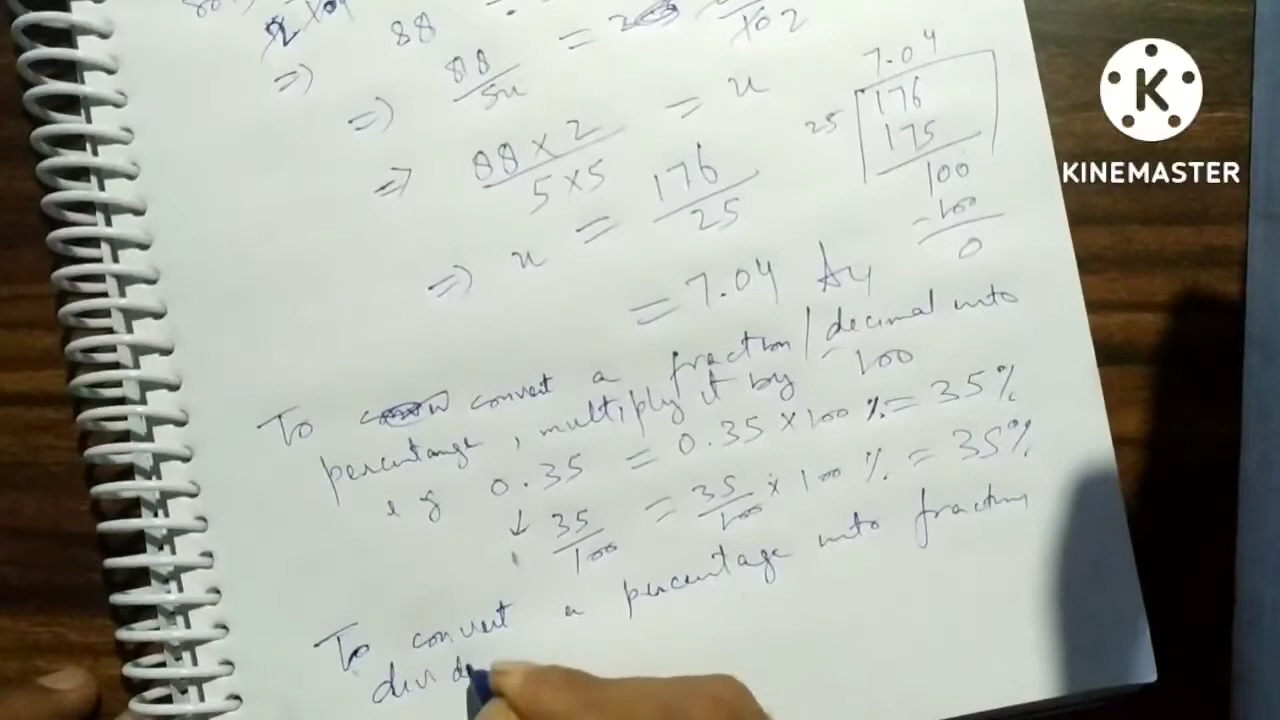 88
=> 88/5x =
=> 88 × 2 / 5 × 5 = x
=> x = 176/25
= 7.04
7.04
25 176
175
100
-100
0
To convert a fraction/decimal into
percentange, multiply it by 100
e g 0.35 = 0.35 × 100 % = 35%
↓ 35/100 = 35/100 × 100 % = 35%
To convert a percentage into fraction
divide
K
KINEMASTER